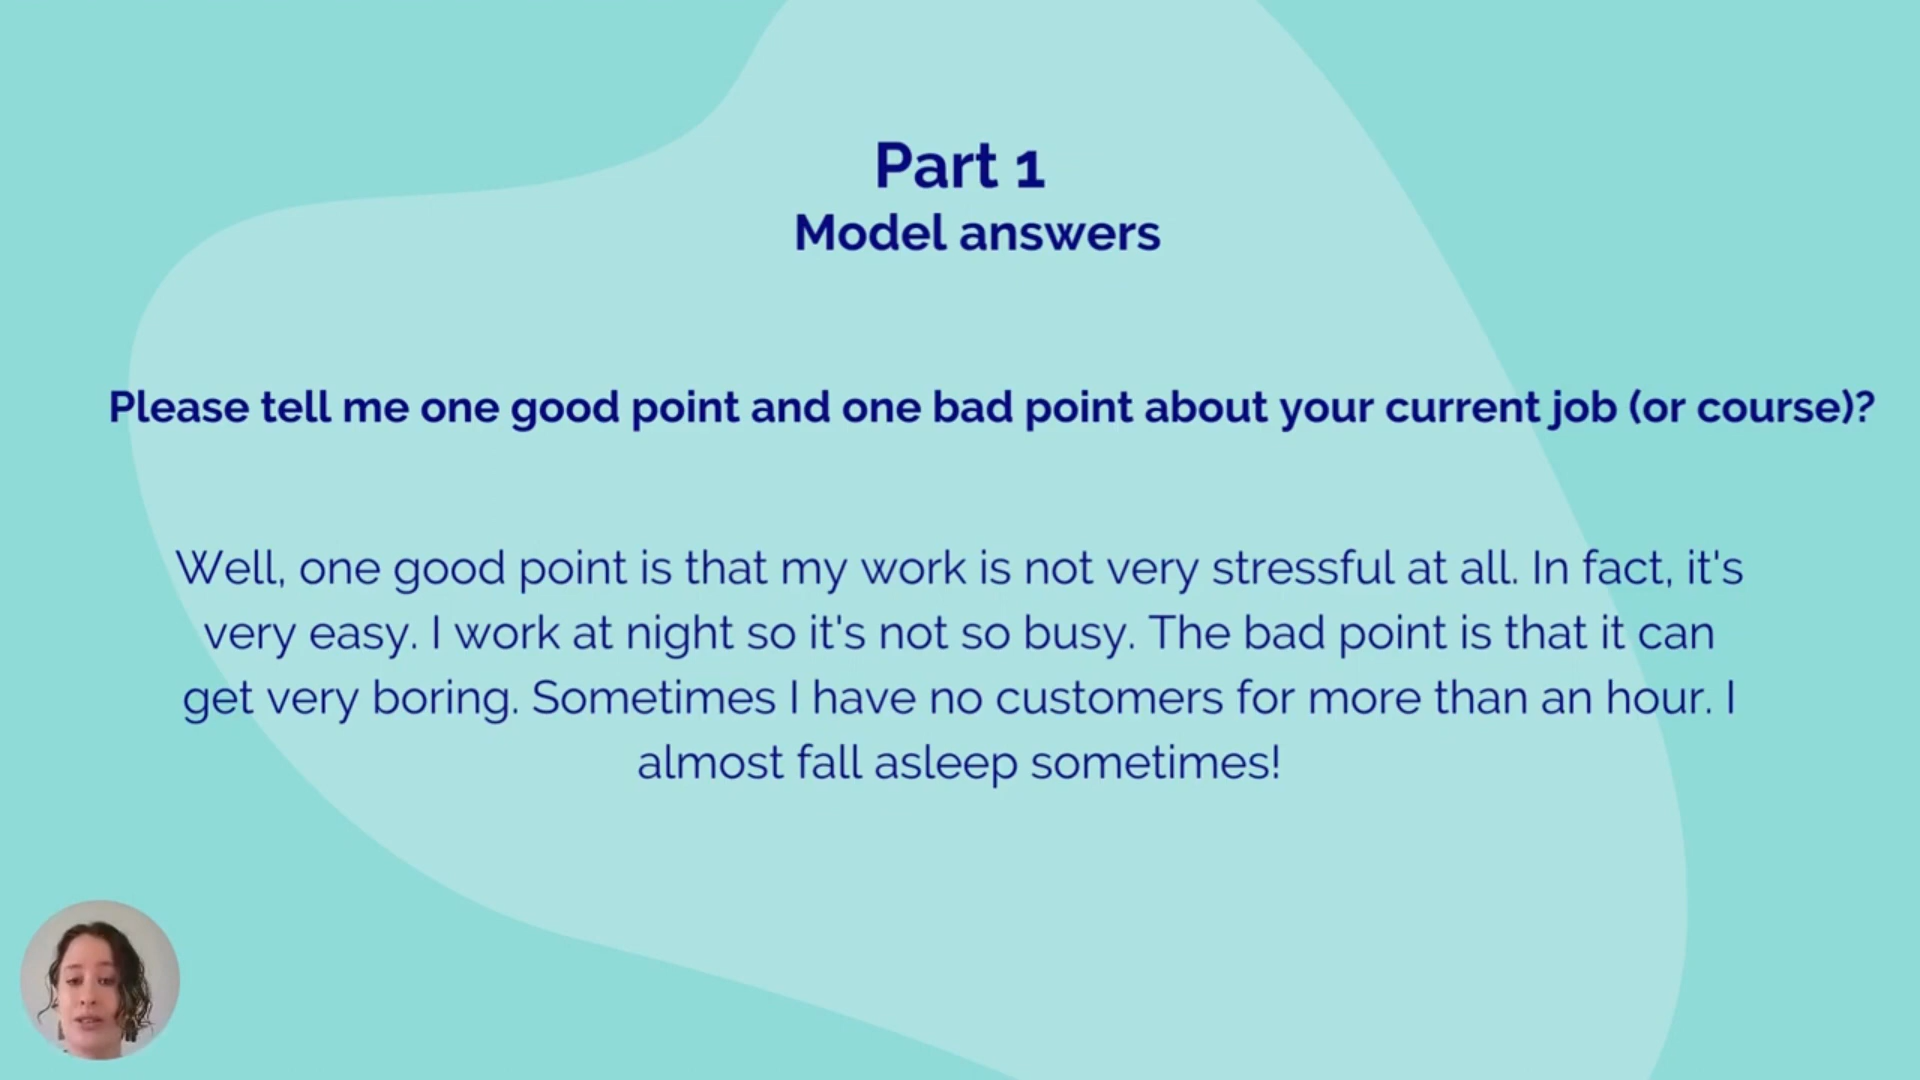 Part 1
Model answers
Please tell me one good point and one bad point about your current job (or course)?
Well, one good point is that my work is not very stressful at all. In fact, it's
very easy. I work at night so it's not so busy. The bad point is that it can
get very boring. Sometimes I have no customers for more than an hour. I
almost fall asleep sometimes!